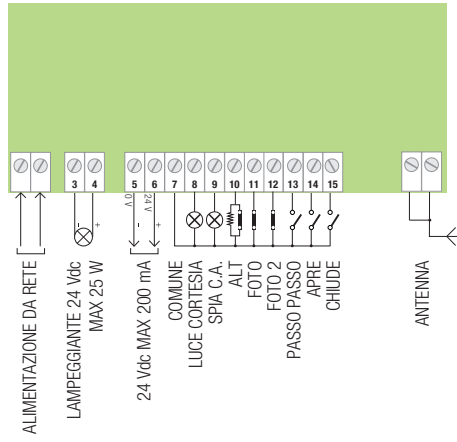 3 4
5 6 7 8 9 10 11 12 13 14 15
- +
0 V
24 V
- +
ALIMENTAZIONE DA RETE
LAMPEGGIANTE 24 Vdc
MAX 25 W
24 Vdc MAX 200 mA
COMUNE
LUCE CORTESIA
SPIA C.A.
ALT
FOTO
FOTO 2
PASSO PASSO
APRE
CHIUDE
ANTENNA